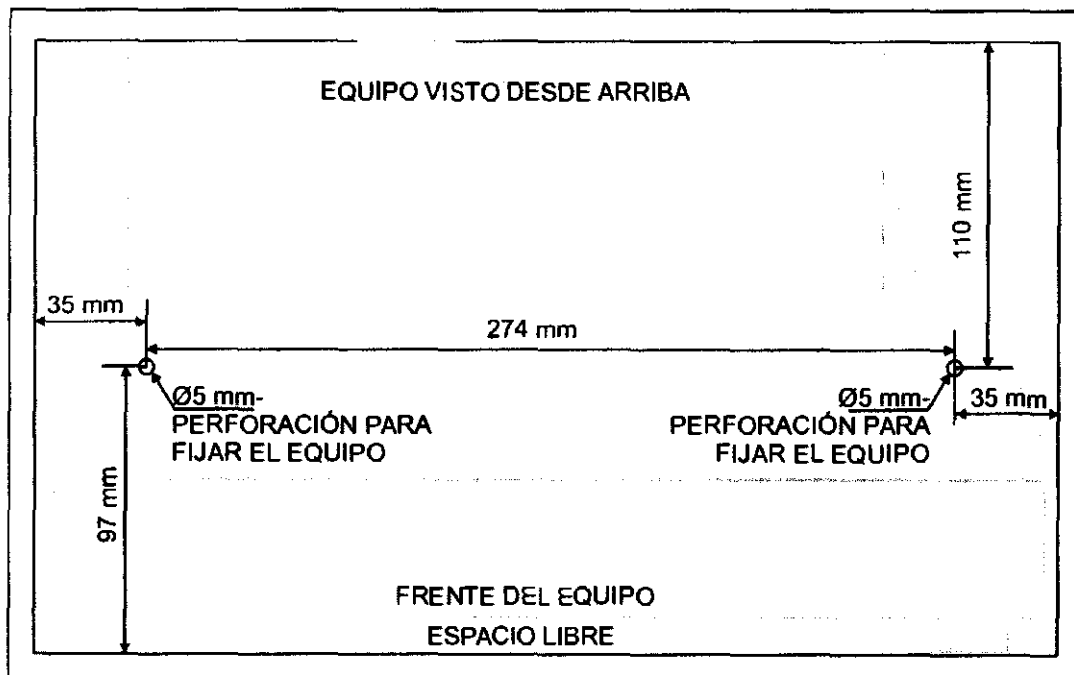 EQUIPO VISTO DESDE ARRIBA
110 mm
35 mm
274 mm
Ø5 mm-
PERFORACIÓN PARA
FIJAR EL EQUIPO
Ø5 mm-
PERFORACIÓN PARA
FIJAR EL EQUIPO
35 mm
97 mm
FRENTE DEL EQUIPO
ESPACIO LIBRE